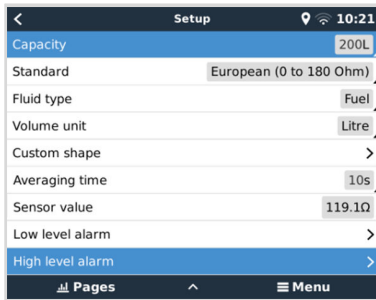 Setup 10:21
Capacity 200L
Standard European (0 to 180 Ohm)
Fluid type Fuel
Volume unit Litre
Custom shape
Averaging time 10s
Sensor value 119.1Ω
Low level alarm
High level alarm
Pages Menu